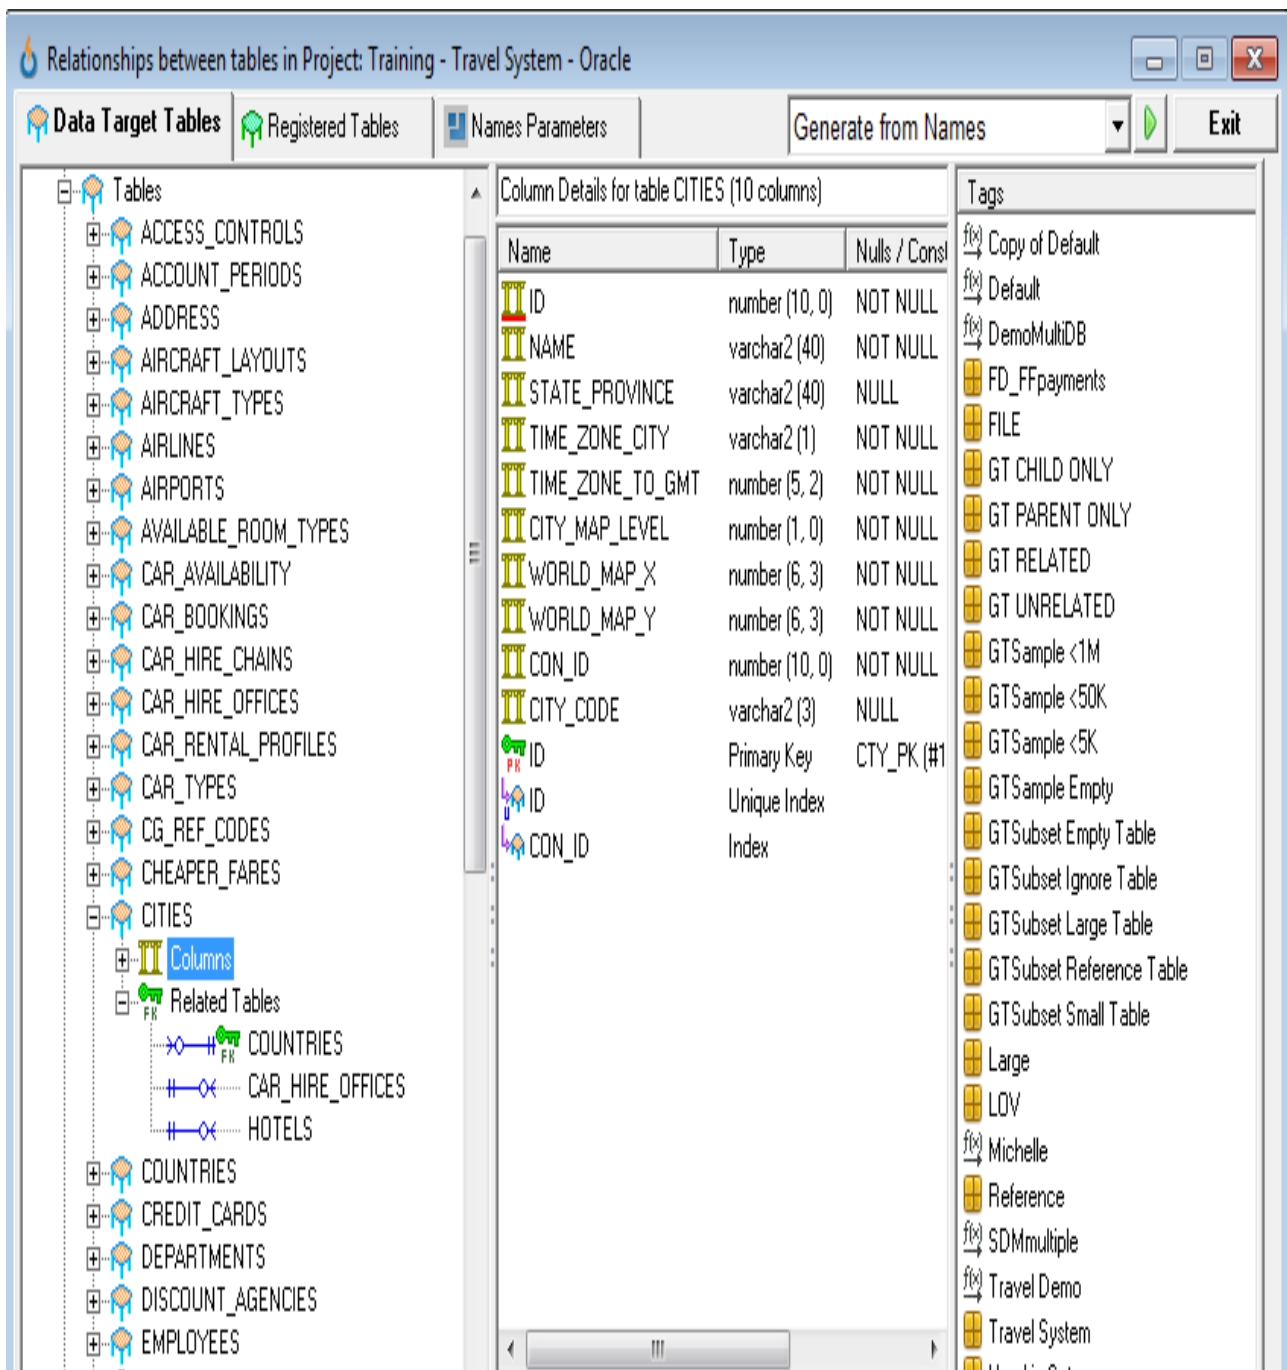 Relationships between tables in Project: Training - Travel System - Oracle
Data Target Tables
Registered Tables
Names Parameters
Generate from Names
Exit
Tables
ACCESS_CONTROLS
ACCOUNT_PERIODS
ADDRESS
AIRCRAFT_LAYOUTS
AIRCRAFT_TYPES
AIRLINES
AIRPORTS
AVAILABLE_ROOM_TYPES
CAR_AVAILABILITY
CAR_BOOKINGS
CAR_HIRE_CHAINS
CAR_HIRE_OFFICES
CAR_RENTAL_PROFILES
CAR_TYPES
CG_REF_CODES
CHEAPER_FARES
CITIES
Columns
FK Related Tables
FK COUNTRIES
CAR_HIRE_OFFICES
HOTELS
COUNTRIES
CREDIT_CARDS
DEPARTMENTS
DISCOUNT_AGENCIES
EMPLOYEES
Column Details for table CITIES (10 columns)
Name Type Nulls / Const
ID number (10, 0) NOT NULL
NAME varchar2 (40) NOT NULL
STATE_PROVINCE varchar2 (40) NULL
TIME_ZONE_CITY varchar2 (1) NOT NULL
TIME_ZONE_TO_GMT number (5, 2) NOT NULL
CITY_MAP_LEVEL number (1, 0) NOT NULL
WORLD_MAP_X number (6, 3) NOT NULL
WORLD_MAP_Y number (6, 3) NOT NULL
CON_ID number (10, 0) NOT NULL
CITY_CODE varchar2 (3) NULL
PK ID Primary Key CTY_PK (#1
U ID Unique Index
CON_ID Index
Tags
f(x) Copy of Default
f(x) Default
f(x) DemoMultiDB
FD_FFpayments
FILE
GT CHILD ONLY
GT PARENT ONLY
GT RELATED
GT UNRELATED
GTSample <1M
GTSample <50K
GTSample <5K
GTSample Empty
GTSubset Empty Table
GTSubset Ignore Table
GTSubset Large Table
GTSubset Reference Table
GTSubset Small Table
Large
LOV
f(x) Michelle
Reference
f(x) SDMmultiple
f(x) Travel Demo
Travel System